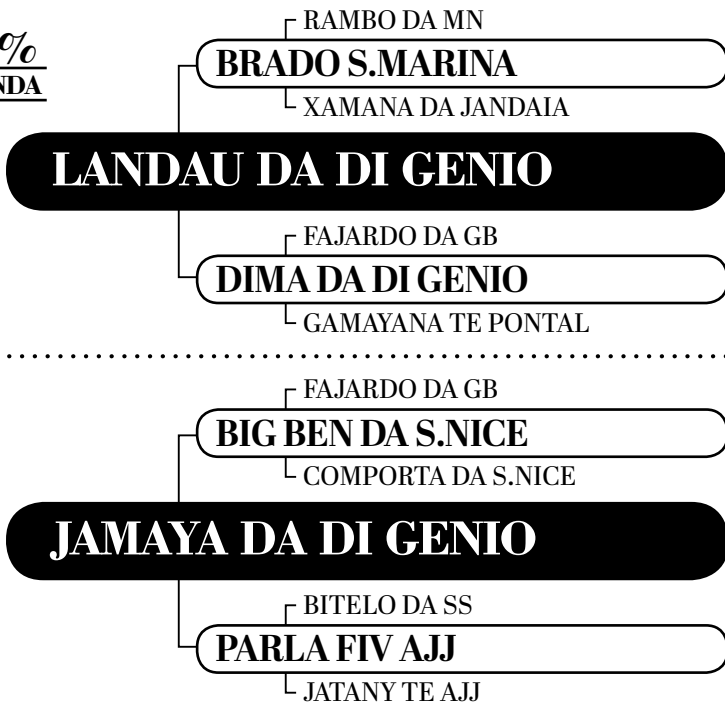 RAMBO DA MN
%
BRADO S.MARINA
XAMANA DA JANDAIA
LANDAU DA DI GENIO
FAJARDO DA GB
DIMA DA DI GENIO
GAMAYANA TE PONTAL
FAJARDO DA GB
BIG BEN DA S.NICE
COMPORTA DA S.NICE
JAMAYA DA DI GENIO
BITELO DA SS
PARLA FIV AJJ
JATANY TE AJJ